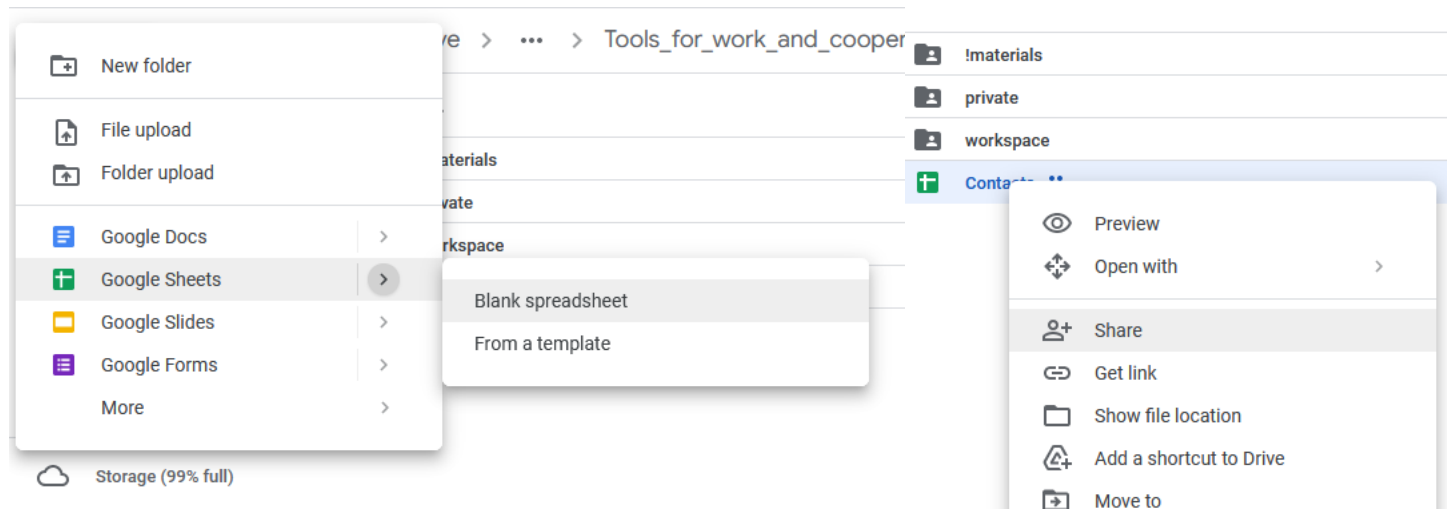 New folder
File upload
Folder upload
Google Docs
Google Sheets
Google Slides
Google Forms
More
Storage (99% full)
ve > ••• > Tools_for_work_and_cooper
aterials
vate
rkspace
Blank spreadsheet
From a template
!materials
private
workspace
Contacts
Preview
Open with
Share
Get link
Show file location
Add a shortcut to Drive
Move to